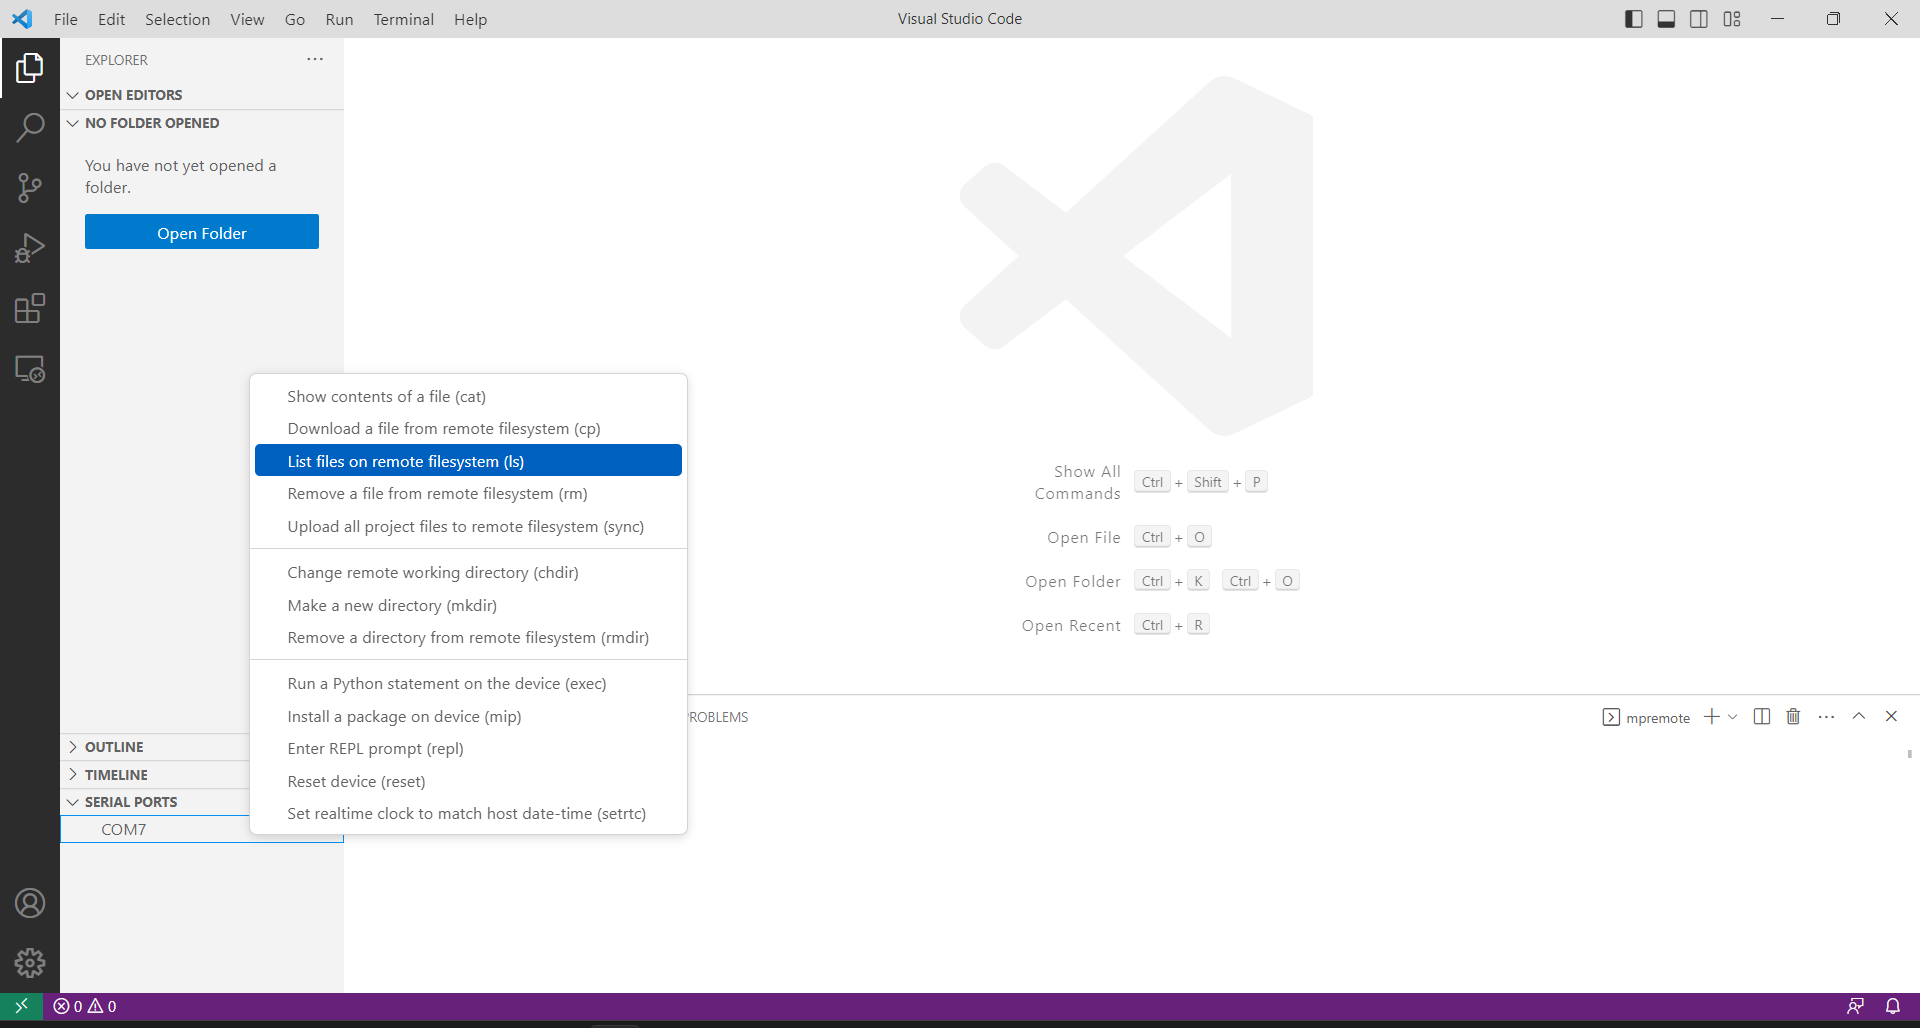 File Edit Selection View Go Run Terminal Help
Visual Studio Code
EXPLORER
OPEN EDITORS
NO FOLDER OPENED
You have not yet opened a
folder.
Open Folder
Show contents of a file (cat)
Download a file from remote filesystem (cp)
List files on remote filesystem (ls)
Remove a file from remote filesystem (rm)
Upload all project files to remote filesystem (sync)
Change remote working directory (chdir)
Make a new directory (mkdir)
Remove a directory from remote filesystem (rmdir)
Run a Python statement on the device (exec)
Install a package on device (mip)
Enter REPL prompt (repl)
Reset device (reset)
Set realtime clock to match host date-time (setrtc)
OUTLINE
TIMELINE
SERIAL PORTS
COM7
Show All
Commands
Ctrl + Shift + P
Open File Ctrl + O
Open Folder Ctrl + K Ctrl + O
Open Recent Ctrl + R
ROBLEMS
mpremote
0 0